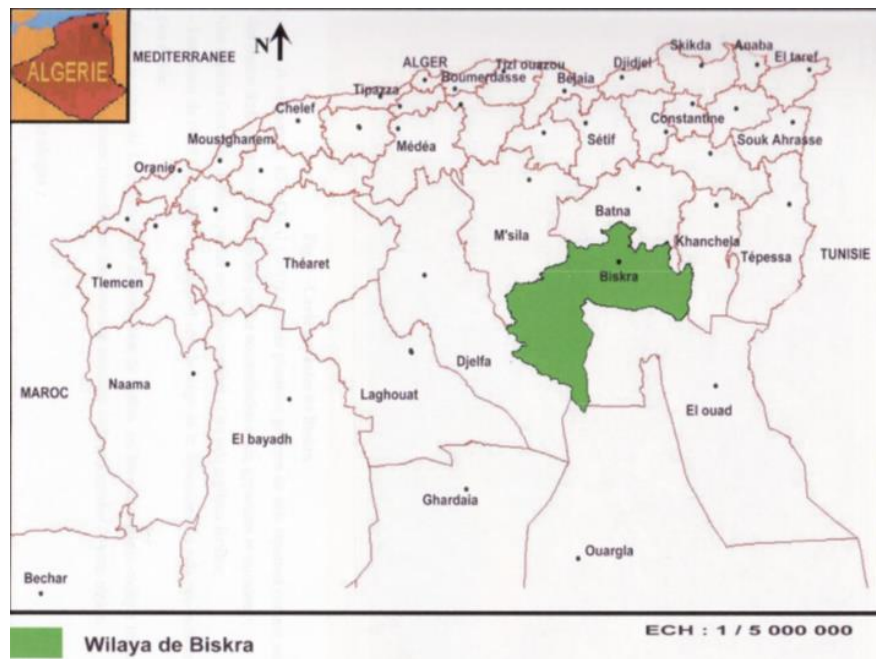 ALGERIE
MEDITERRANEE
N
ALGER
Tizi ouazou
Djidjel
Skikda
Anaba
El taref
Tipazza
Boumerdasse
Bejaia
Chelef
Moustghanem
Médéa
Sétif
Constantine
Souk Ahrasse
Oranie
Batna
M'sila
Khanchela
Tlemcen
Théaret
Biskra
Tépessa
TUNISIE
MAROC
Naama
Laghouat
Djelfa
El bayadh
El ouad
Ghardaia
Ouargla
Bechar
Wilaya de Biskra
ECH : 1 / 5 000 000